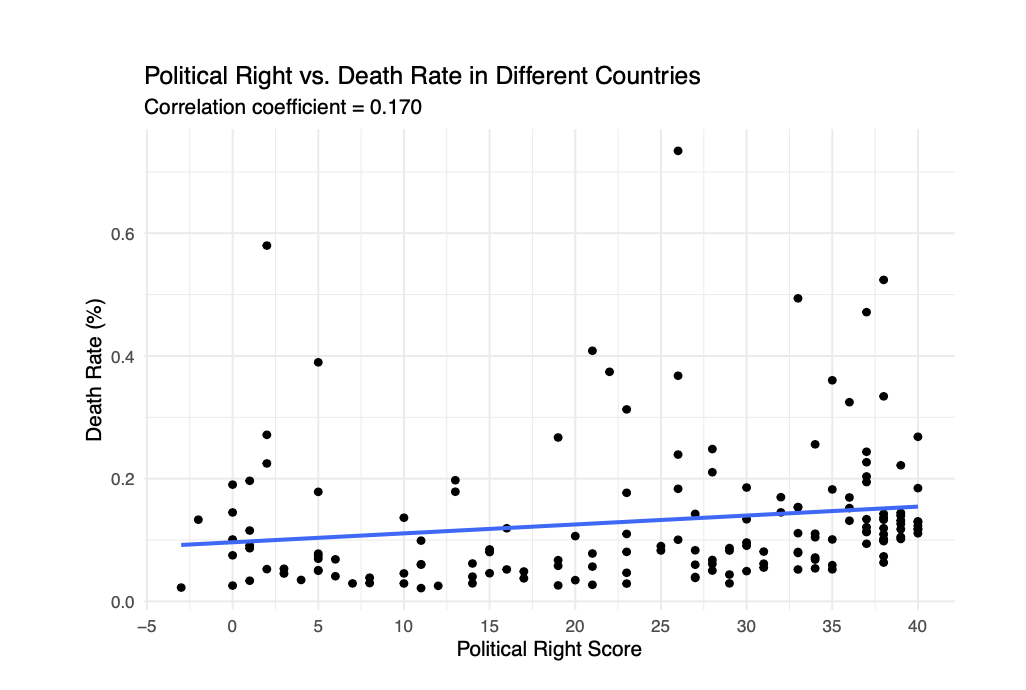 Political Right vs. Death Rate in Different Countries
Correlation coefficient = 0.170
Death Rate (%)
0.6
0.4
0.2
0.0
−5 0 5 10 15 20 25 30 35 40
Political Right Score